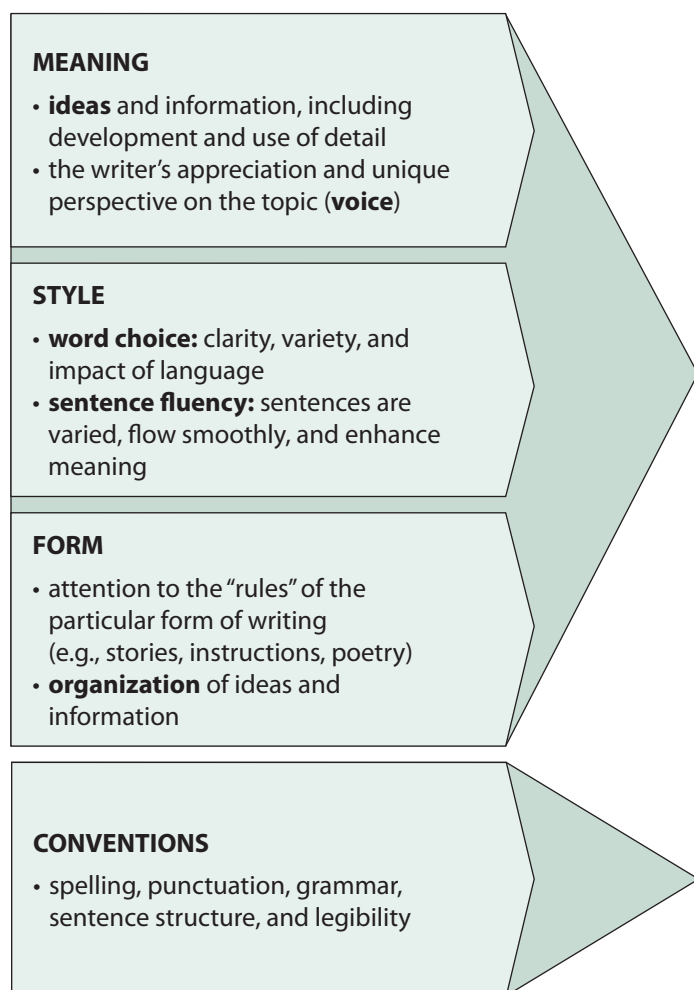 MEANING
• ideas and information, including
development and use of detail
• the writer’s appreciation and unique
perspective on the topic (voice)
STYLE
• word choice: clarity, variety, and
impact of language
• sentence fluency: sentences are
varied, flow smoothly, and enhance
meaning
FORM
• attention to the “rules” of the
particular form of writing
(e.g., stories, instructions, poetry)
• organization of ideas and
information
CONVENTIONS
• spelling, punctuation, grammar,
sentence structure, and legibility